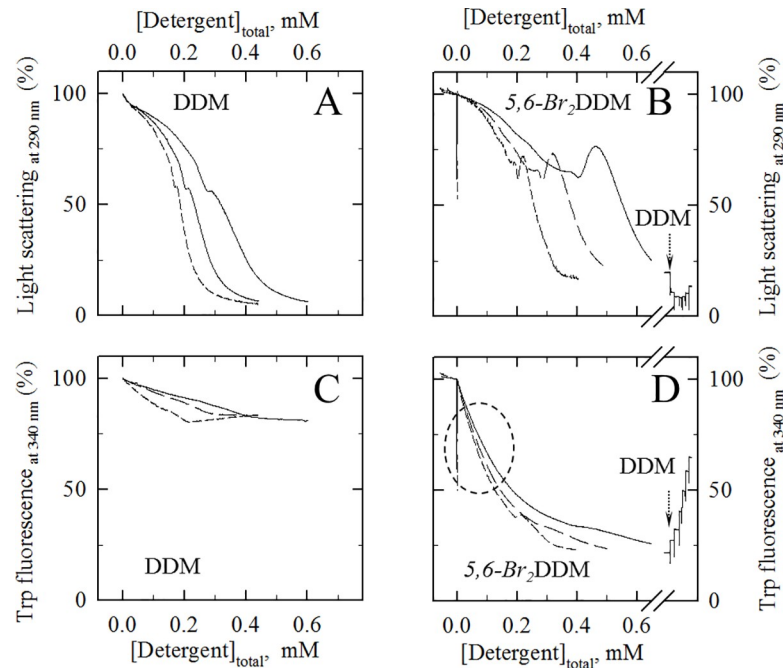 [Detergent]total, mM
[Detergent]total, mM
0.0 0.2 0.4 0.6
0.0 0.2 0.4 0.6
Light scattering at 290 nm (%)
100
50
0
DDM
A
5,6-Br2DDM
B
DDM
100
50
0
Light scattering at 290 nm (%)
Trp fluorescence at 340 nm (%)
100
50
0
C
DDM
D
DDM
5,6-Br2DDM
100
50
0
Trp fluorescence at 340 nm (%)
0.0 0.2 0.4 0.6
0.0 0.2 0.4 0.6
[Detergent]total, mM
[Detergent]total, mM